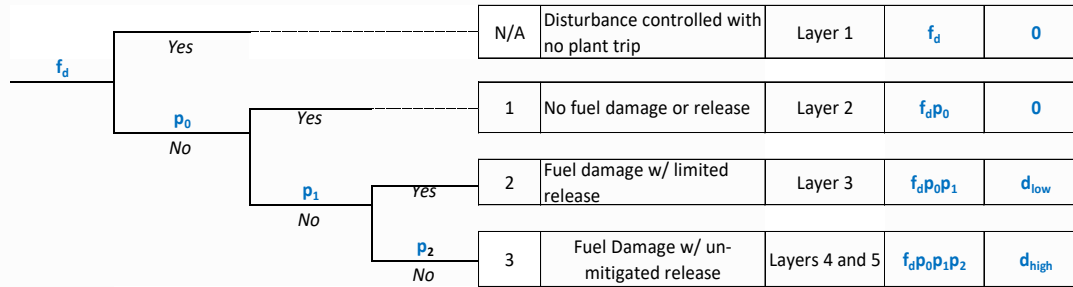 N/A Disturbance controlled with no plant trip Layer 1 fd 0
Yes
fd
p0
No
1 No fuel damage or release Layer 2 fdp0 0
Yes
p1
No
2 Fuel damage w/ limited release Layer 3 fdp0p1 dlow
Yes
p2
No
3 Fuel Damage w/ un-mitigated release Layers 4 and 5 fdp0p1p2 dhigh